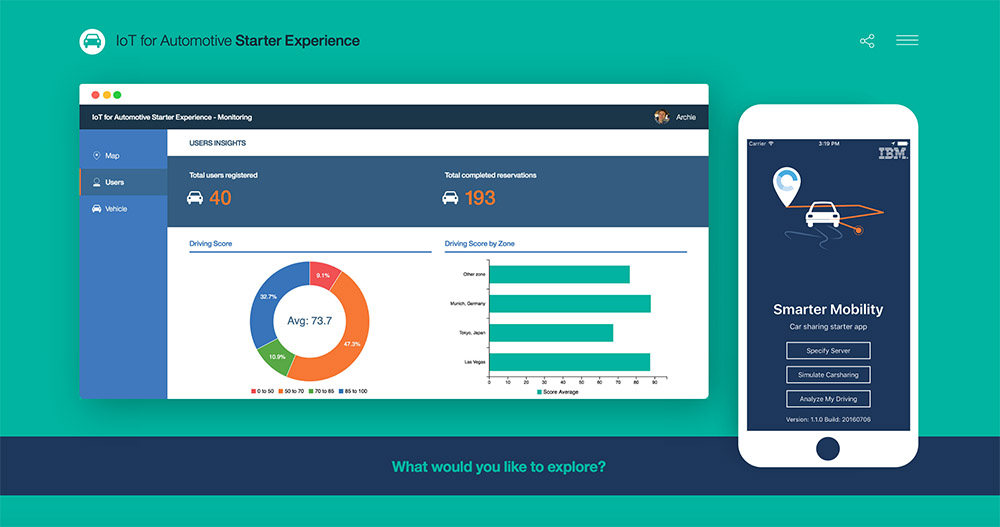 IoT for Automotive Starter Experience
IoT for Automotive Starter Experience - Monitoring
Archie
Map
Users
Vehicle
USERS INSIGHTS
Total users registered
40
Total completed reservations
193
Driving Score
9.1%
32.7%
Avg: 73.7
47.3%
10.9%
0 to 50 50 to 70 70 to 85 85 to 100
Driving Score by Zone
Other zone
Munich, Germany
Tokyo, Japan
Las Vegas
0 10 20 30 40 50 60 70 80 90
Score Average
Carrier 3:19 PM
IBM
Smarter Mobility
Car sharing starter app
Specify Server
Simulate Carsharing
Analyze My Driving
Version: 1.1.0 Build: 20160706
What would you like to explore?